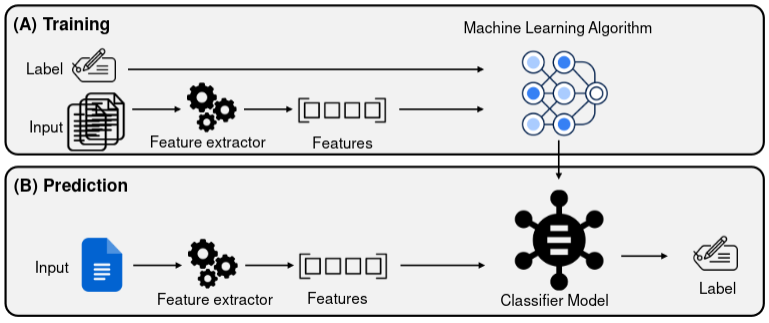 (A) Training
Machine Learning Algorithm
Label
Input
Feature extractor
Features
(B) Prediction
Input
Feature extractor
Features
Classifier Model
Label